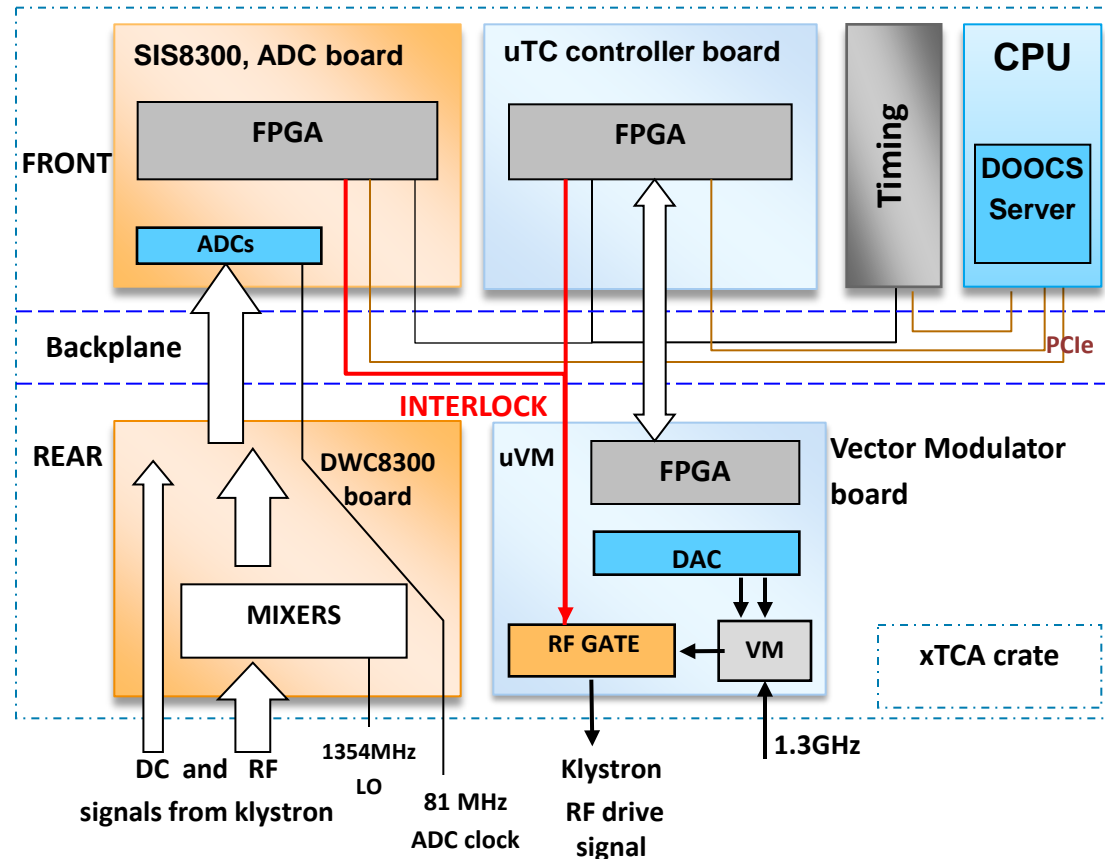 SIS8300, ADC board
uTC controller board
CPU
FPGA
FPGA
Timing
DOOCS
Server
FRONT
ADCs
Backplane
PCIe
INTERLOCK
REAR
DWC8300
board
uVM
FPGA
Vector Modulator
board
DAC
MIXERS
RF GATE
VM
xTCA crate
1354MHz
LO
1.3GHz
DC and RF
signals from klystron
81 MHz
ADC clock
Klystron
RF drive
signal